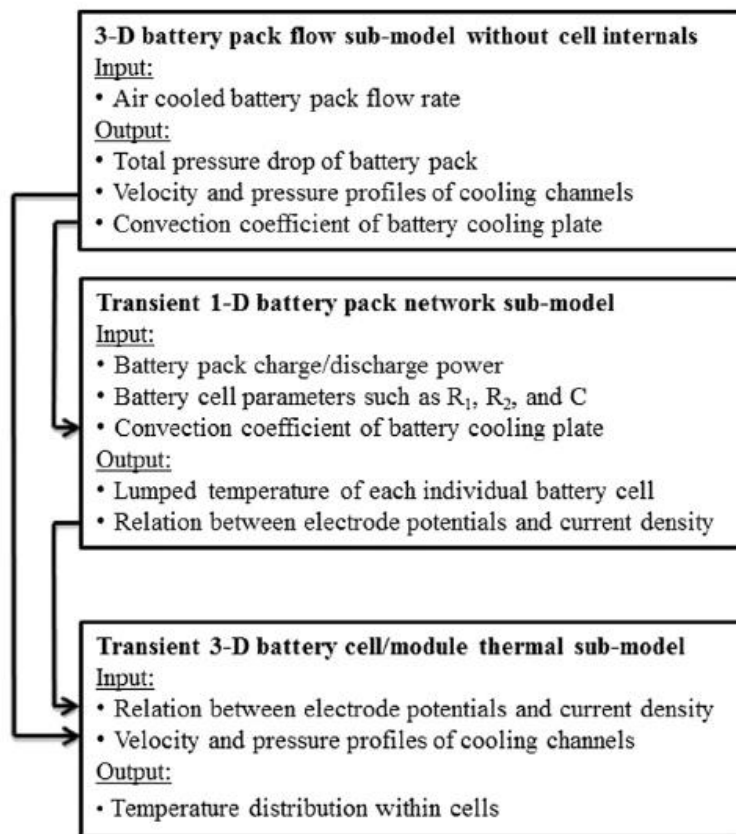 3-D battery pack flow sub-model without cell internals
Input:
• Air cooled battery pack flow rate
Output:
• Total pressure drop of battery pack
• Velocity and pressure profiles of cooling channels
• Convection coefficient of battery cooling plate
Transient 1-D battery pack network sub-model
Input:
• Battery pack charge/discharge power
• Battery cell parameters such as R₁, R₂, and C
• Convection coefficient of battery cooling plate
Output:
• Lumped temperature of each individual battery cell
• Relation between electrode potentials and current density
Transient 3-D battery cell/module thermal sub-model
Input:
• Relation between electrode potentials and current density
• Velocity and pressure profiles of cooling channels
Output:
• Temperature distribution within cells